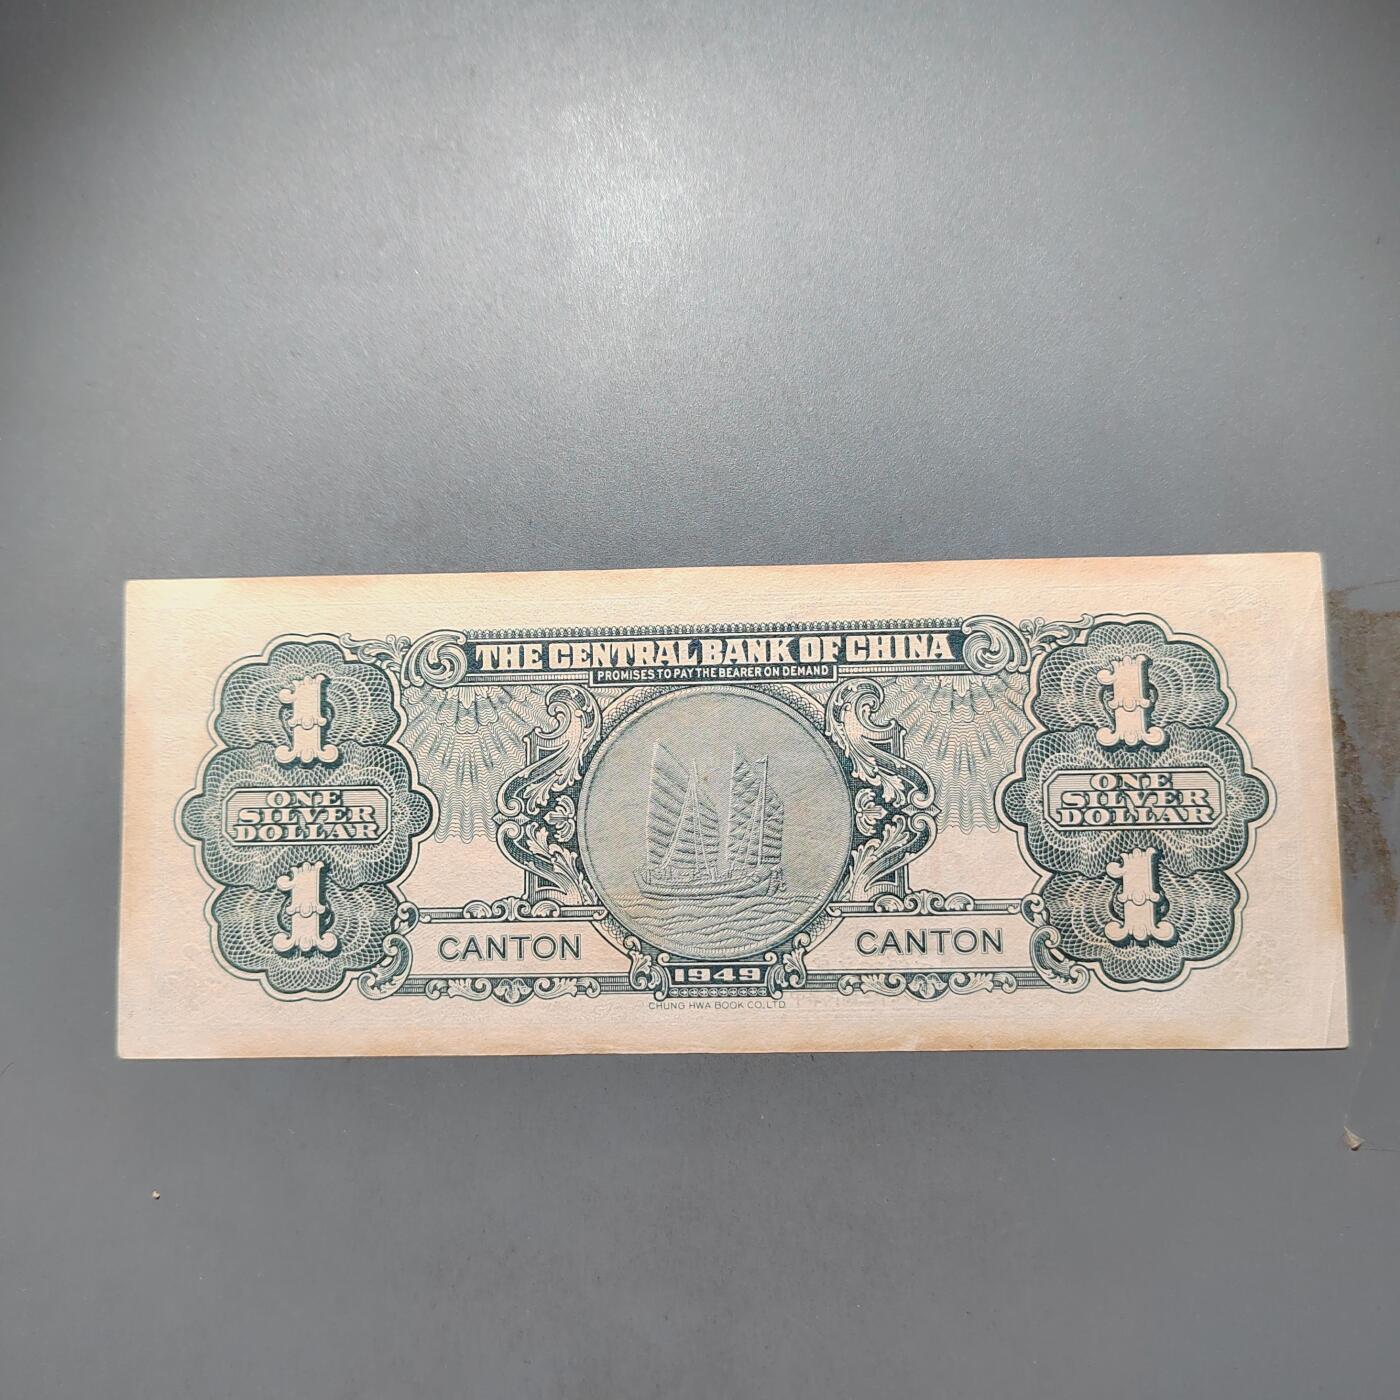 THE CENTRAL BANK OF CHINA
PROMISES TO PAY THE BEARER ON DEMAND
1
1
ONE
SILVER
DOLLAR
ONE
SILVER
DOLLAR
1
1
CANTON
CANTON
1949
CHUNG HWA BOOK CO., LTD